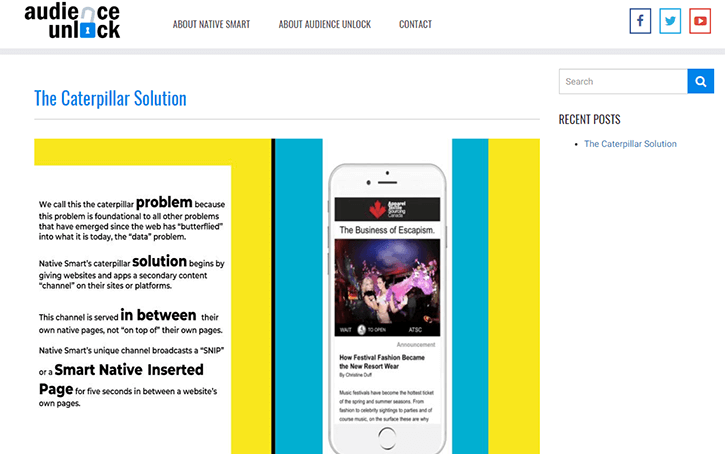 audience
unlock
ABOUT NATIVE SMART
ABOUT AUDIENCE UNLOCK
CONTACT
Search
The Caterpillar Solution
RECENT POSTS
The Caterpillar Solution
We call this the caterpillar problem because
this problem is foundational to all other problems
that have emerged since the web has "butterflied"
into what it is today, the "data" problem.
Native Smart's caterpillar solution begins by
giving websites and apps a secondary content
"channel" on their sites or platforms.
This channel is served in between their
own native pages, not "on top of" their own pages.
Native Smart's unique channel broadcasts a "SNIP"
or a Smart Native Inserted
Page for five seconds in between a website's
own pages.
Apparel
Textile
Sourcing
Canada
The Business of Escapism.
WAIT
TO OPEN
ATSC
Announcement
How Festival Fashion Became
the New Resort Wear
By Christine Duff
Music festivals have become the hottest ticket
of the spring and summer seasons. From
fashion to celebrity sightings to parties and of
course music, on the surface these are why